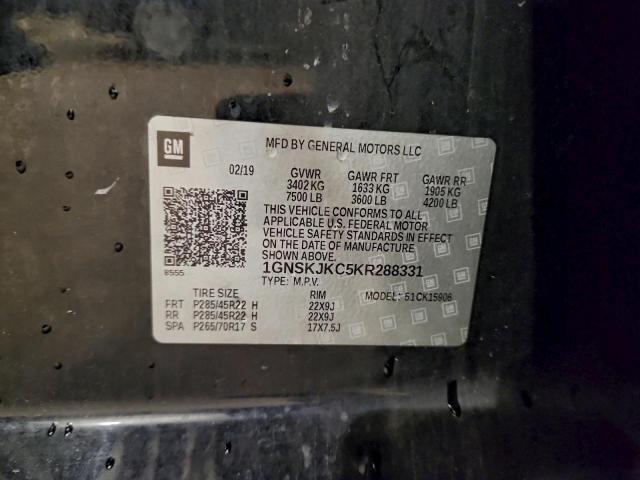 GM
MFD BY GENERAL MOTORS LLC
02/19 GVWR GAWR FRT GAWR RR
3402 KG 1633 KG 1905 KG
7500 LB 3600 LB 4200 LB
THIS VEHICLE CONFORMS TO ALL
APPLICABLE U.S. FEDERAL MOTOR
VEHICLE SAFETY STANDARDS IN EFFECT
ON THE DATE OF MANUFACTURE.
8555
1GNSKJKC5KR288331
TYPE: M.P.V. MODEL: S1CK15906
TIRE SIZE RIM
FRT P285/45R22 H 22X9J
RR P285/45R22 H 22X9J
SPA P265/70R17 S 17X7.5J